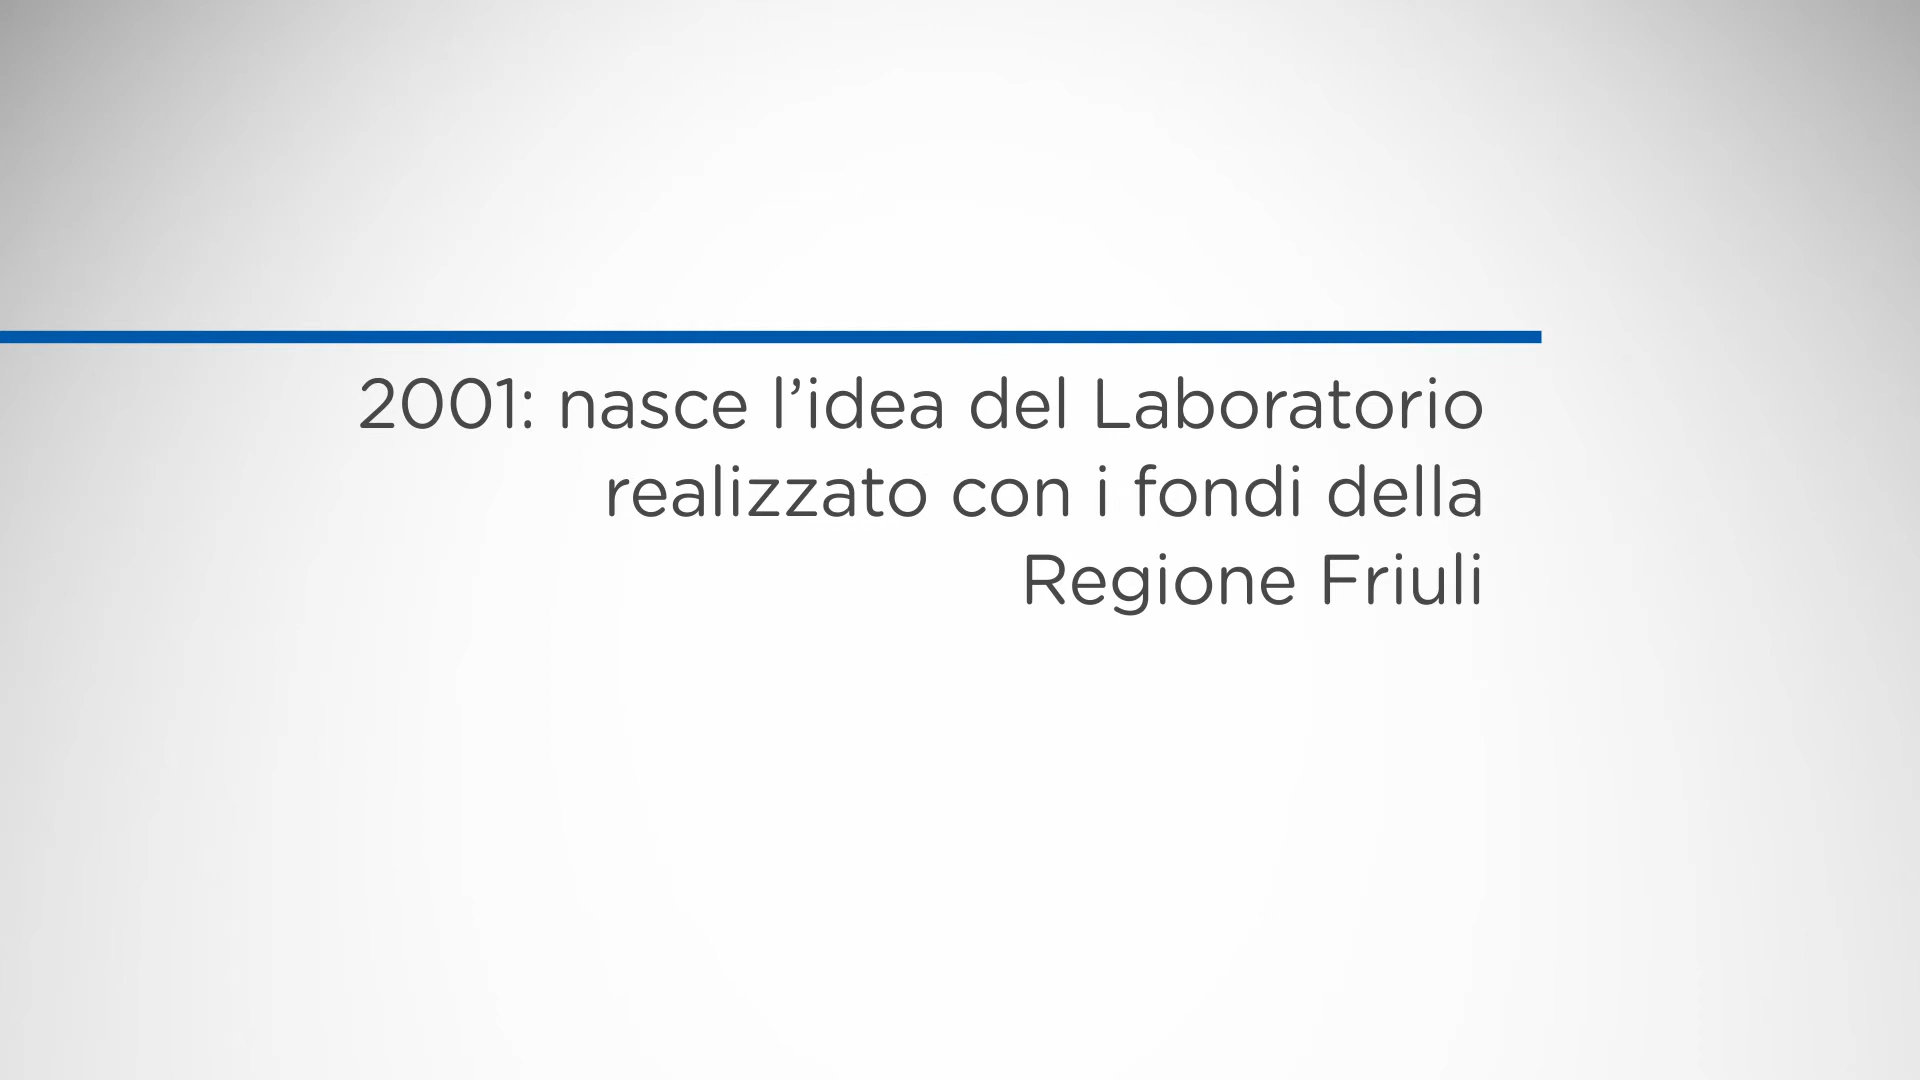 2001: nasce l’idea del Laboratorio
realizzato con i fondi della
Regione Friuli